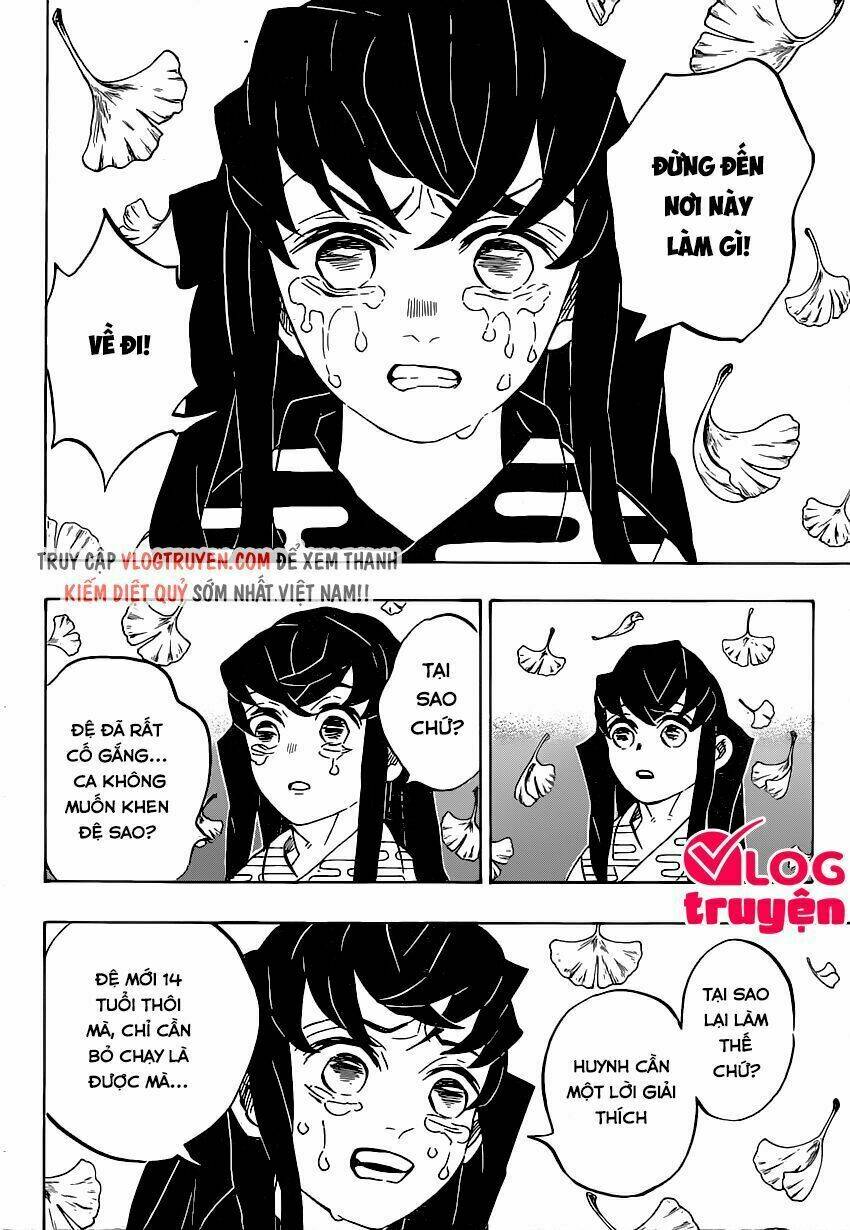 ĐỪNG ĐẾN
NƠI NÀY
LÀM GÌ!
VỀ ĐI!
TRUY CẬP VLOGTRUYEN.COM ĐỂ XEM THANH
KIẾM DIỆT QUỶ SỚM NHẤT VIỆT NAM!!
TẠI
SAO
CHỨ?
ĐỆ ĐÃ RẤT
CỐ GẮNG...
CA KHÔNG
MUỐN KHEN
ĐỆ SAO?
VLOG
truyện
TẠI SAO
LẠI LÀM
THẾ
CHỨ?
HUYNH CẦN
MỘT LỜI GIẢI
THÍCH
ĐỆ MỚI 14
TUỔI THÔI
MÀ, CHỈ CẦN
BỎ CHẠY LÀ
ĐƯỢC MÀ...